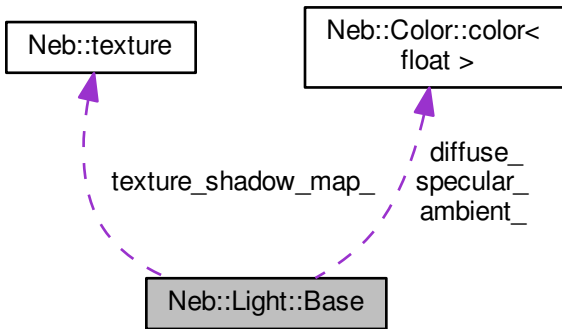 Neb::texture
Neb::Color::color<
float >
texture_shadow_map_
diffuse_
specular_
ambient_
Neb::Light::Base